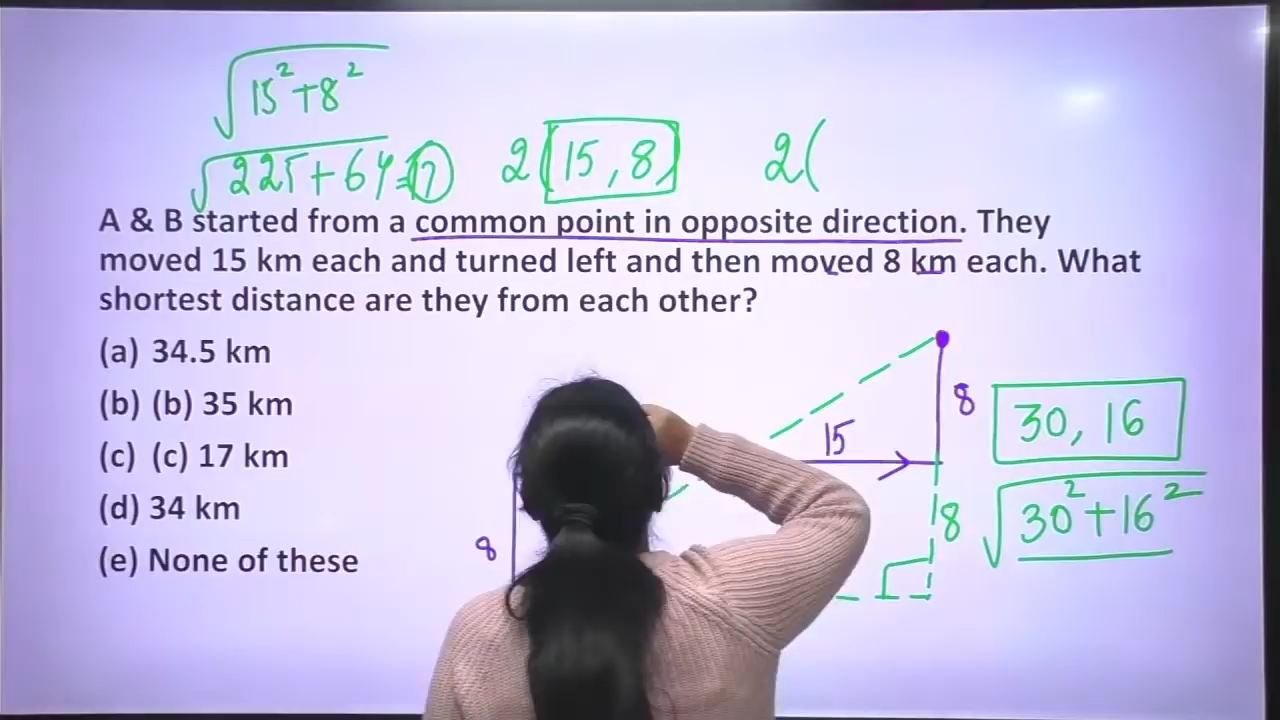 √15²+8²
√225+64=17 2(15,8) 2(
A & B started from a common point in opposite direction. They
moved 15 km each and turned left and then moved 8 km each. What
shortest distance are they from each other?
(a) 34.5 km
(b) (b) 35 km
(c) (c) 17 km
(d) 34 km
(e) None of these
8
15
8
8
30, 16
√30²+16²